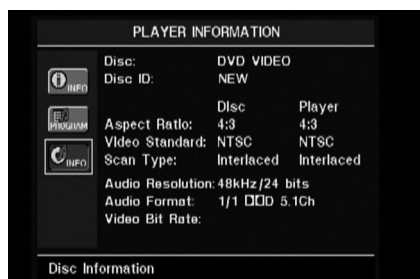 PLAYER INFORMATION
Disc: DVD VIDEO
Disc ID: NEW
INFO
Disc Player
Aspect Ratio: 4:3 4:3
PROGRAM
Video Standard: NTSC NTSC
Scan Type: Interlaced Interlaced
INFO
Audio Resolution: 48kHz/24 bits
Audio Format: 1/1 D 5.1Ch
Video Bit Rate:
Disc Information